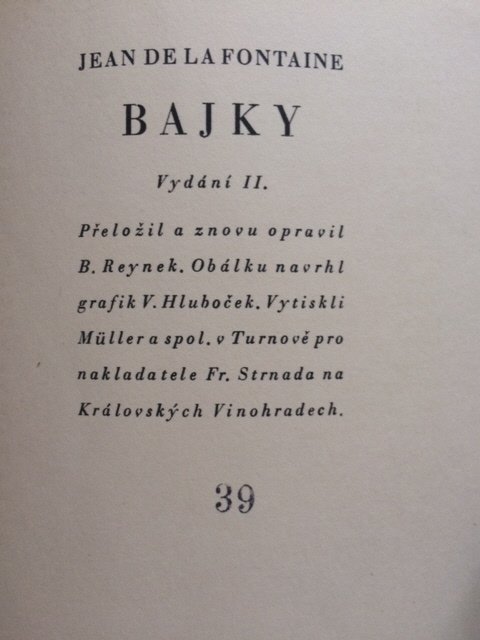 JEAN DE LA FONTAINE
BAJKY
Vydání II.
Přeložil a znovu opravil
B. Reynek. Obálku navrhl
grafik V. Hluboček. Vytiskli
Müller a spol. v Turnově pro
nakladatele Fr. Strnada na
Královských Vinohradech.
39